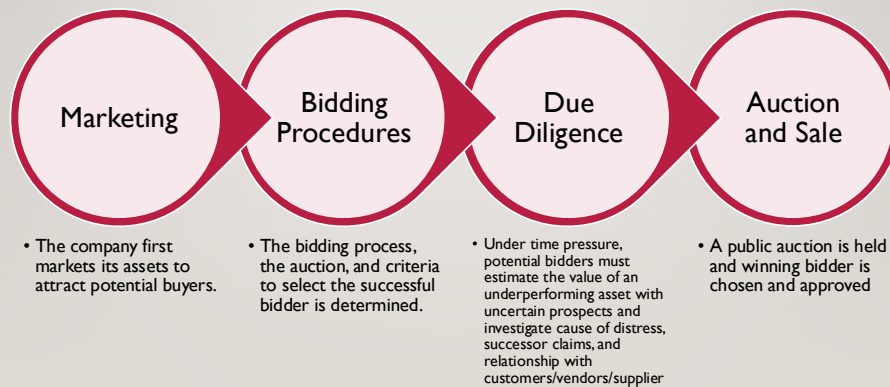 Marketing
Bidding
Procedures
Due
Diligence
Auction
and Sale
• The company first
markets its assets to
attract potential buyers.
• The bidding process,
the auction, and criteria
to select the successful
bidder is determined.
• Under time pressure,
potential bidders must
estimate the value of an
underperforming asset with
uncertain prospects and
investigate cause of distress,
successor claims, and
relationship with
customers/vendors/supplier
• A public auction is held
and winning bidder is
chosen and approved